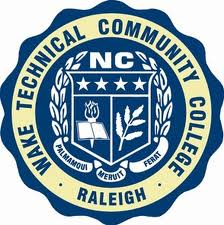 WAKE TECHNICAL COMMUNITY COLLEGE
· RALEIGH ·
NC
PALMAMQUI
MERUIT
FERAT